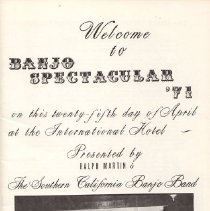 Welcome
to
BANJO
SPECTACULAR
'71
on this twenty-fifth day of April
at the International Hotel
Presented by
RALPH MARTIN &
The Southern California Banjo Band